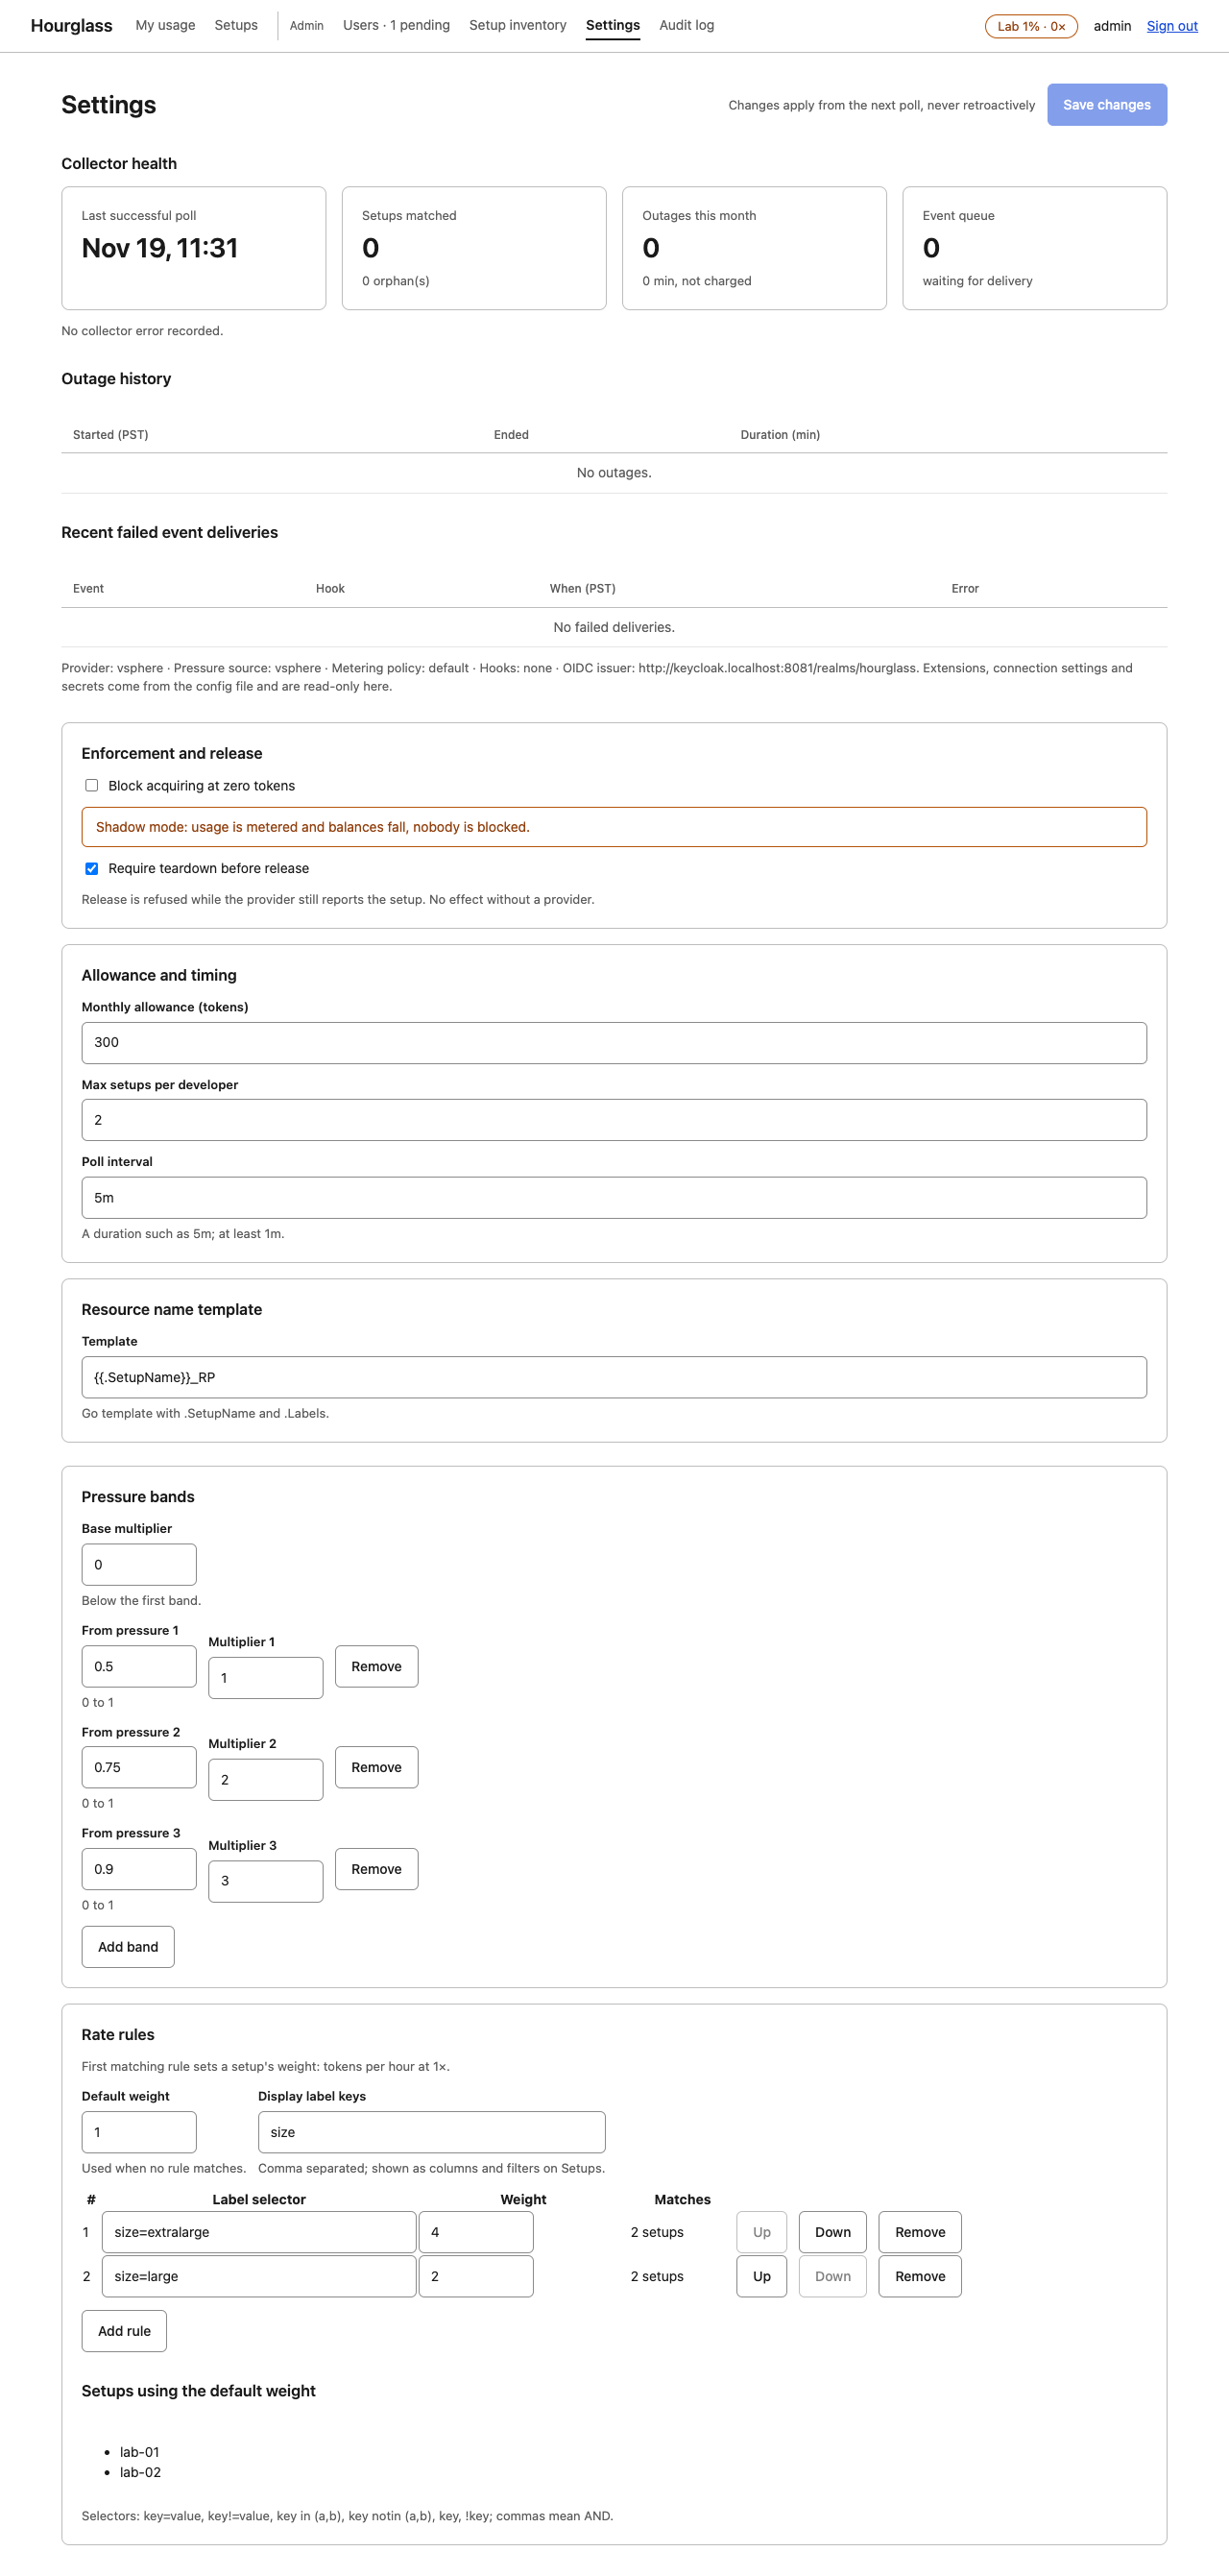 Hourglass My usage Setups Admin Users · 1 pending Setup inventory Settings Audit log Lab 1% · 0× admin Sign out
Settings Changes apply from the next poll, never retroactively Save changes
Collector health
Last successful poll Setups matched Outages this month Event queue
Nov 19, 11:31 0 0 0
0 orphan(s) 0 min, not charged waiting for delivery
No collector error recorded.
Outage history
Started (PST) Ended Duration (min)
No outages.
Recent failed event deliveries
Event Hook When (PST) Error
No failed deliveries.
Provider: vsphere · Pressure source: vsphere · Metering policy: default · Hooks: none · OIDC issuer: http://keycloak.localhost:8081/realms/hourglass. Extensions, connection settings and
secrets come from the config file and are read-only here.
Enforcement and release
Block acquiring at zero tokens
Shadow mode: usage is metered and balances fall, nobody is blocked.
Require teardown before release
Release is refused while the provider still reports the setup. No effect without a provider.
Allowance and timing
Monthly allowance (tokens)
300
Max setups per developer
2
Poll interval
5m
A duration such as 5m; at least 1m.
Resource name template
Template
{{.SetupName}}_RP
Go template with .SetupName and .Labels.
Pressure bands
Base multiplier
0
Below the first band.
From pressure 1 Multiplier 1
0.5 1 Remove
0 to 1
From pressure 2 Multiplier 2
0.75 2 Remove
0 to 1
From pressure 3 Multiplier 3
0.9 3 Remove
0 to 1
Add band
Rate rules
First matching rule sets a setup's weight: tokens per hour at 1×.
Default weight Display label keys
1 size
Used when no rule matches. Comma separated; shown as columns and filters on Setups.
# Label selector Weight Matches
1 size=extralarge 4 2 setups Up Down Remove
2 size=large 2 2 setups Up Down Remove
Add rule
Setups using the default weight
• lab-01
• lab-02
Selectors: key=value, key!=value, key in (a,b), key notin (a,b), key, !key; commas mean AND.